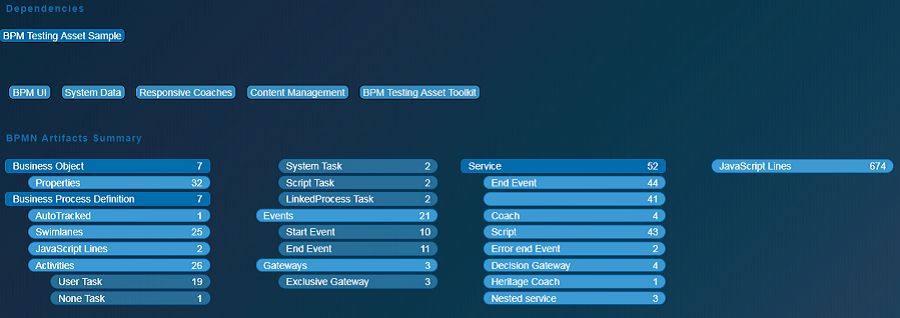 Dependencies
BPM Testing Asset Sample
BPM UI System Data Responsive Coaches Content Management BPM Testing Asset Toolkit
BPMN Artifacts Summary
Business Object 7
Properties 32
Business Process Definition 7
AutoTracked 1
Swimlanes 25
JavaScript Lines 2
Activities 26
User Task 19
None Task 1
System Task 2
Script Task 2
LinkedProcess Task 2
Events 21
Start Event 10
End Event 11
Gateways 3
Exclusive Gateway 3
Service 52
End Event 44
41
Coach 4
Script 43
Error end Event 2
Decision Gateway 4
Heritage Coach 1
Nested service 3
JavaScript Lines 674